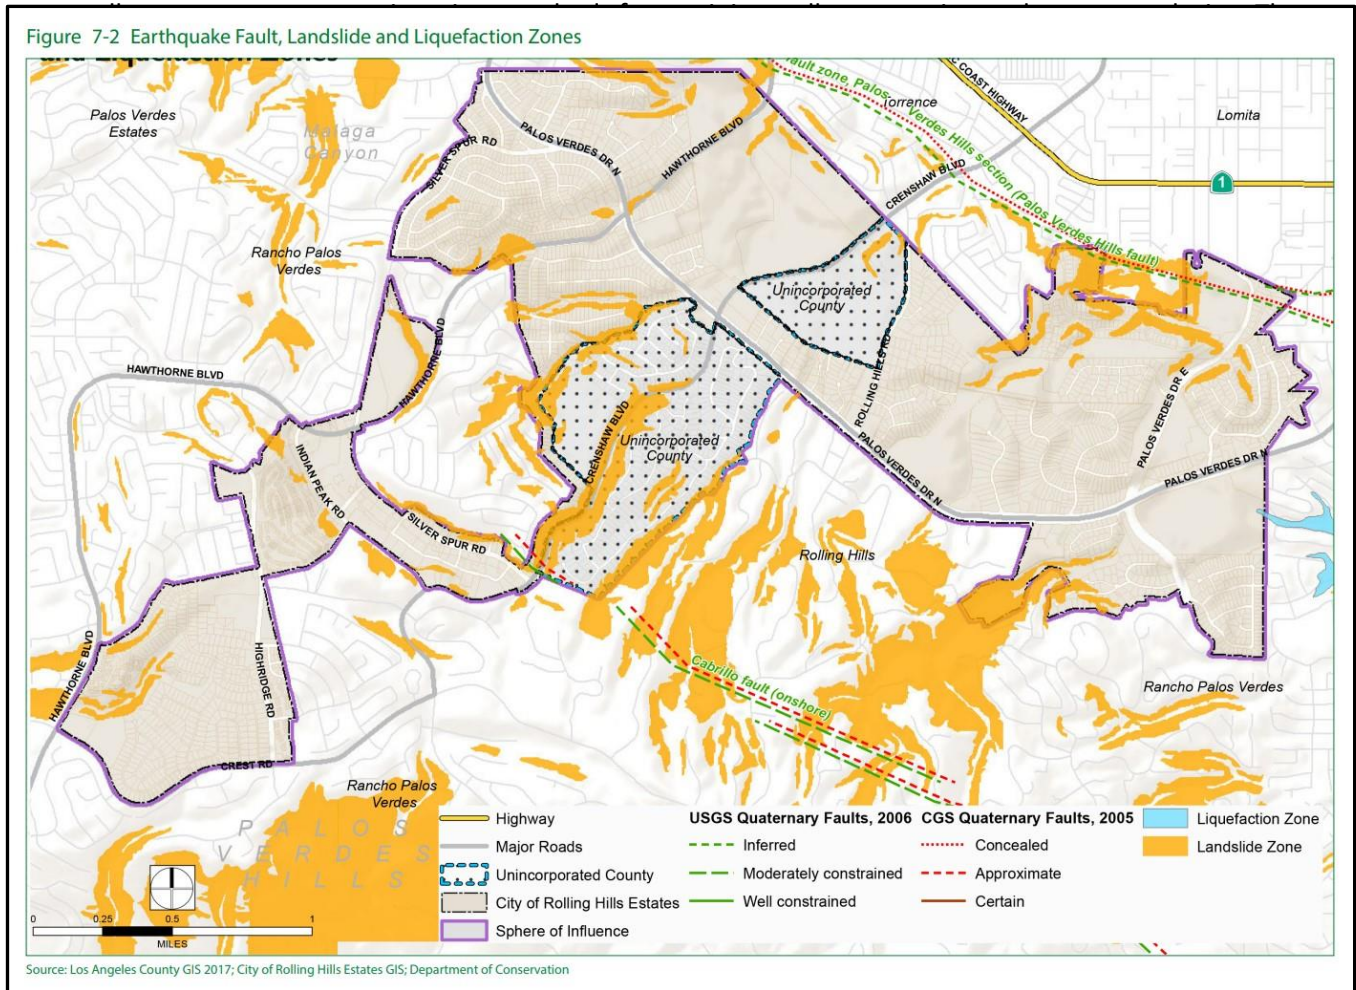 Figure 7-2 Earthquake Fault, Landslide and Liquefaction Zones
and Liquefaction Zones
Palos Verdes
Estates
Malaga
Canyon
Rancho Palos
Verdes
SILVER SPUR RD
PALOS VERDES DR N
HAWTHORNE BLVD
fault zone, Palos Verdes Hills section (Palos Verdes Hills fault)
Torrence
COAST HIGHWAY
Lomita
1
CRENSHAW BLVD
Unincorporated
County
ROLLING HILLS RD
HAWTHORNE BLVD
HAWTHORNE BLVD
INDIAN PEAK RD
SILVER SPUR RD
CRENSHAW BLVD
Unincorporated
County
PALOS VERDES DR N
PALOS VERDES DR E
PALOS VERDES DR N
Rolling Hills
HAWTHORNE BLVD
HIGHRIDGE RD
CREST RD
Cabrillo fault (onshore)
Rancho Palos Verdes
Rancho Palos
Verdes
PALOS
VERDES
HILLS
0 0.25 0.5 1
MILES
Highway
Major Roads
Unincorporated County
City of Rolling Hills Estates
Sphere of Influence
USGS Quaternary Faults, 2006
Inferred
Moderately constrained
Well constrained
CGS Quaternary Faults, 2005
Concealed
Approximate
Certain
Liquefaction Zone
Landslide Zone
Source: Los Angeles County GIS 2017; City of Rolling Hills Estates GIS; Department of Conservation